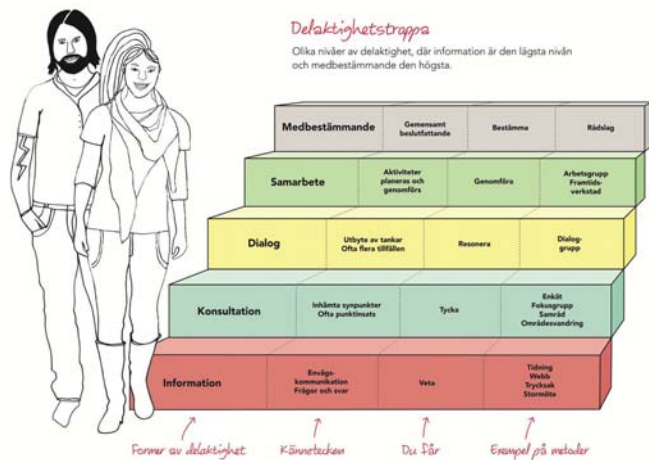 Delaktighetstrappa
Olika nivåer av delaktighet, där information är den lägsta nivån
och medbestämmande den högsta.
Medbestämmande
Gemensamt
beslutfattande
Bestämma
Rådslag
Samarbete
Aktiviteter
planeras och
genomförs
Genomföra
Arbetsgrupp
Framtids-
verkstad
Dialog
Utbyte av tankar
Ofta flera tillfällen
Resonera
Dialog-
grupp
Konsultation
Inhämta synpunkter
Ofta punktinsats
Tycka
Enkät
Fokusgrupp
Samråd
Områdesvandring
Information
Envägs-
kommunikation
Frågor och svar
Veta
Tidning
Webb
Trycksak
Stormöte
Former av delaktighet
Kännetecken
Du får
Exempel på metoder